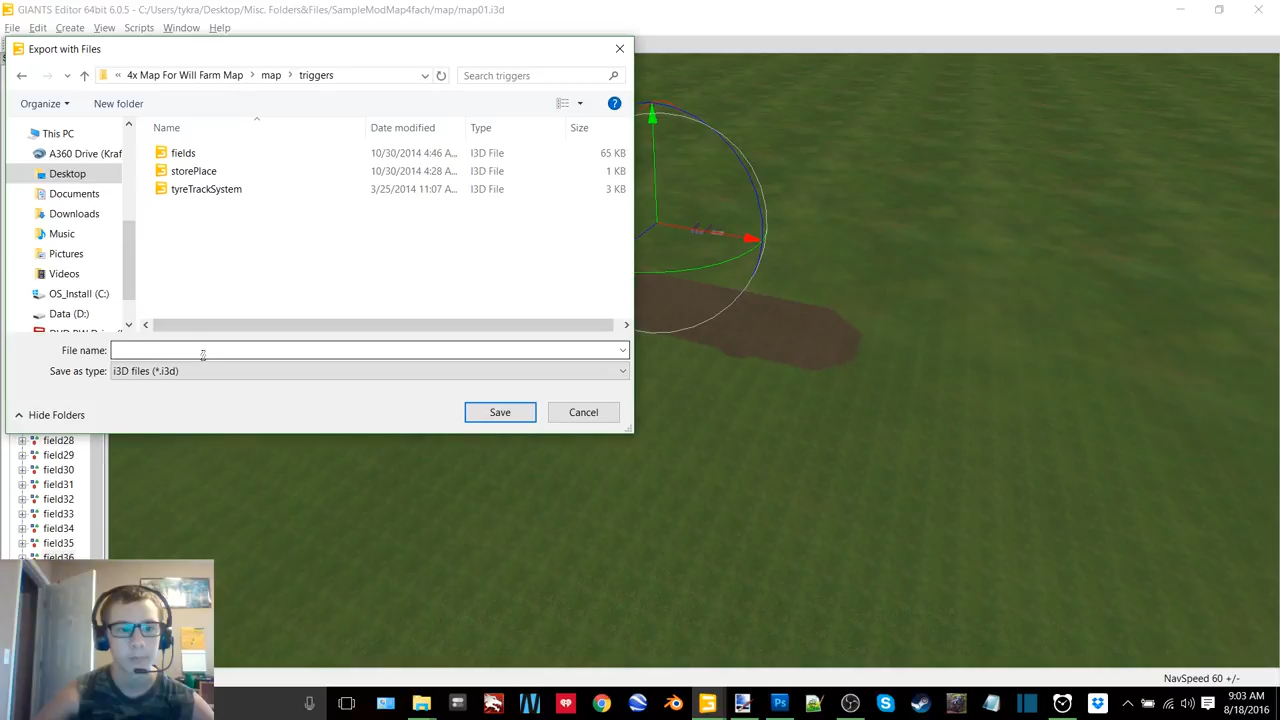 GIANTS Editor 64bit 6.0.5 - C:/Users/tykra/Desktop/Misc. Folders&Files/SampleModMap4fach/map/map01.i3d
File Edit Create View Scripts Window Help
Export with Files
« 4x Map For Will Farm Map > map > triggers
Search triggers
Organize New folder
Name Date modified Type Size
This PC
A360 Drive (Kraf
Desktop
Documents
Downloads
Music
Pictures
Videos
OS_Install (C:)
Data (D:)
fields 10/30/2014 4:46 A... I3D File 65 KB
storePlace 10/30/2014 4:28 A... I3D File 1 KB
tyreTrackSystem 3/25/2014 11:07 A... I3D File 3 KB
File name:
Save as type: i3D files (*.i3d)
Hide Folders
Save Cancel
field28
field29
field30
field31
field32
field33
field34
field35
field36
NavSpeed 60 +/-
9:03 AM
8/18/2016